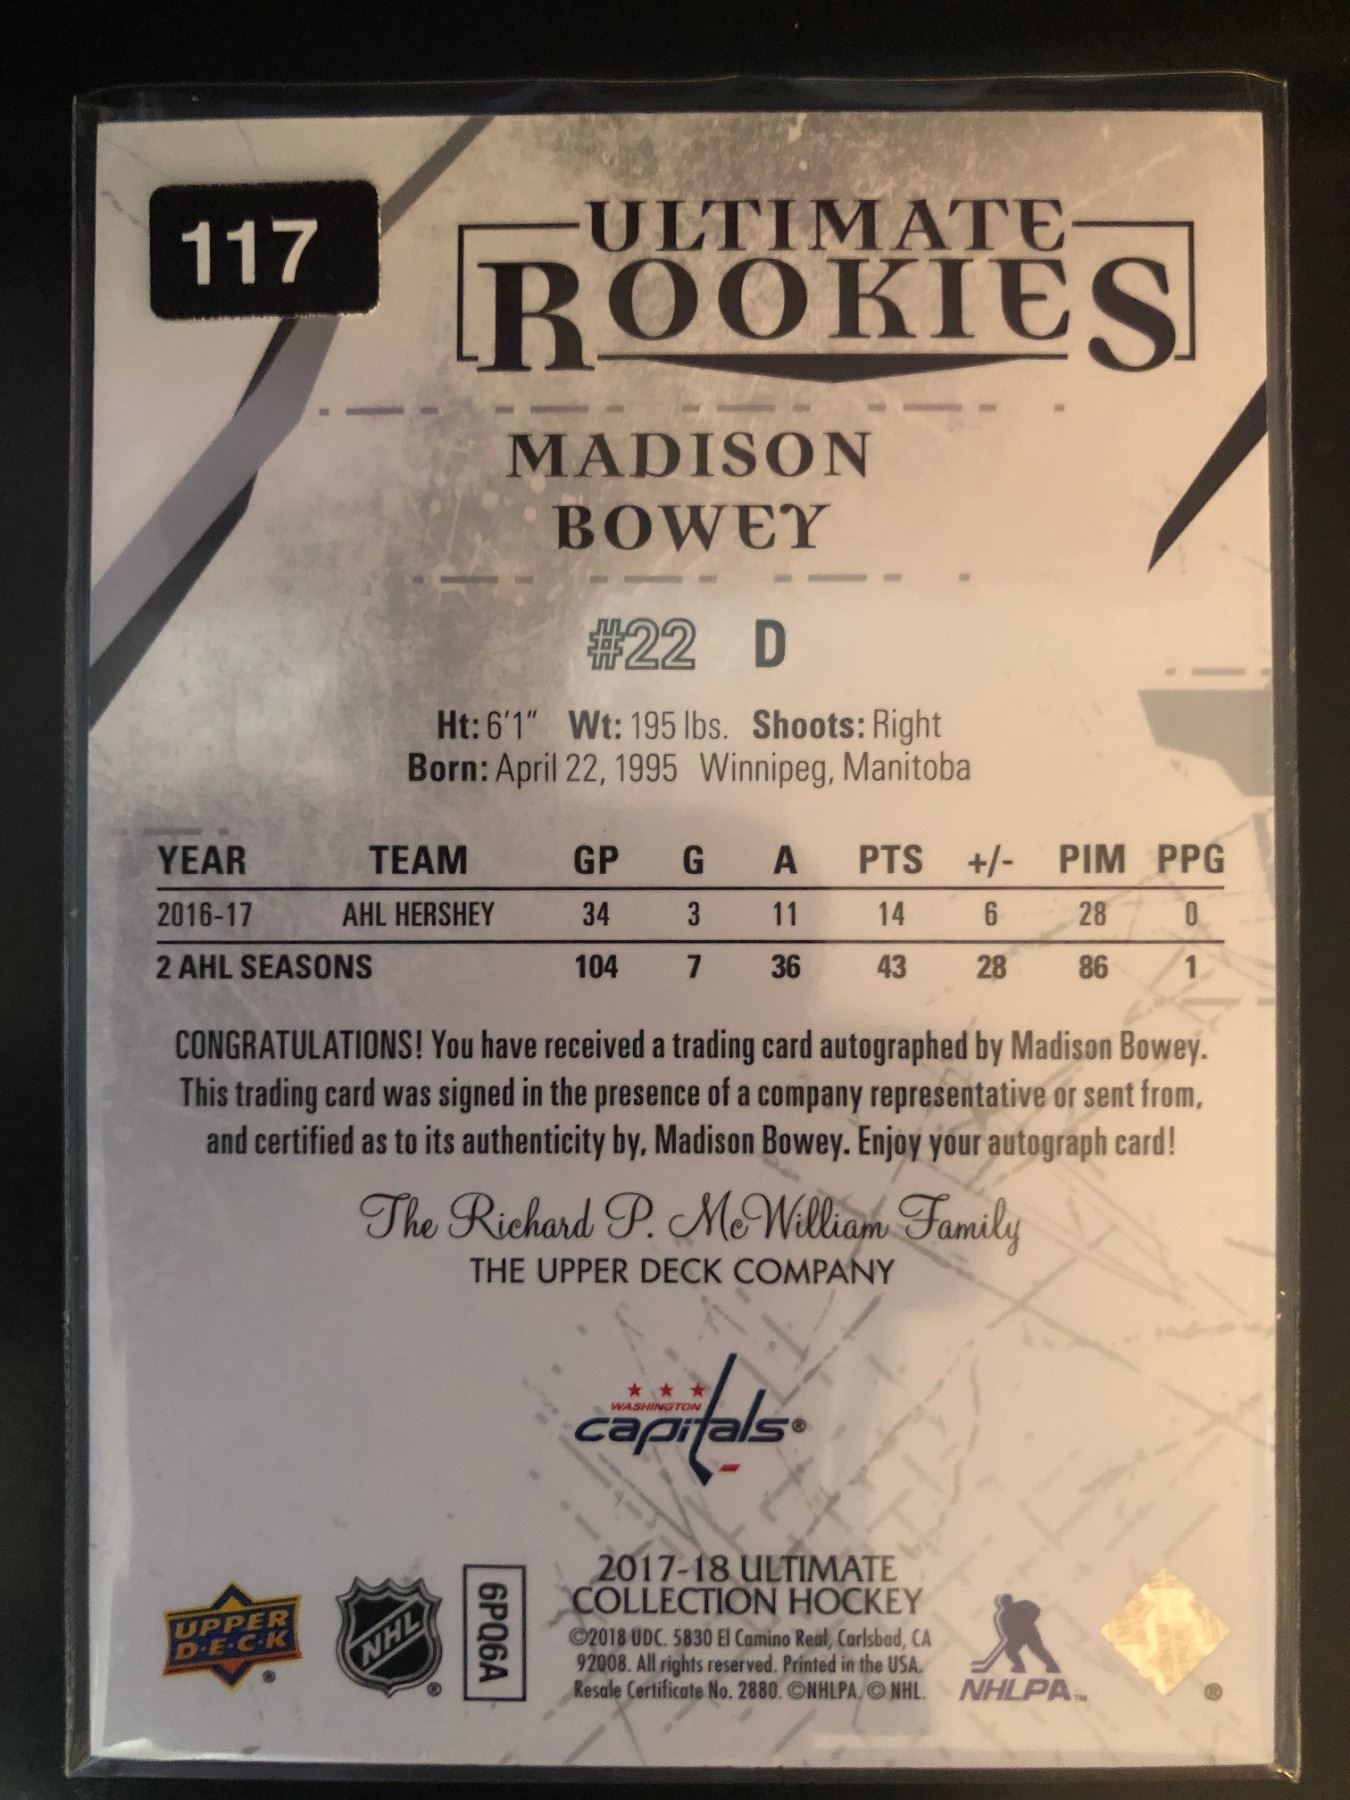 117
ULTIMATE
ROOKIES
MADISON
BOWEY
#22 D
Ht: 6'1" Wt: 195 lbs. Shoots: Right
Born: April 22, 1995 Winnipeg, Manitoba
YEAR TEAM GP G A PTS +/- PIM PPG
2016-17 AHL HERSHEY 34 3 11 14 6 28 0
2 AHL SEASONS 104 7 36 43 28 86 1
CONGRATULATIONS! You have received a trading card autographed by Madison Bowey.
This trading card was signed in the presence of a company representative or sent from,
and certified as to its authenticity by, Madison Bowey. Enjoy your autograph card!
The Richard P. McWilliam Family
THE UPPER DECK COMPANY
WASHINGTON
capitals®
UPPER
D·E·C·K
®
NHL
®
6PQ6A
2017-18 ULTIMATE
COLLECTION HOCKEY
©2018 UDC. 5830 El Camino Real, Carlsbad, CA
92008. All rights reserved. Printed in the USA.
Resale Certificate No. 2880. ©NHLPA. © NHL.
NHLPA™
®